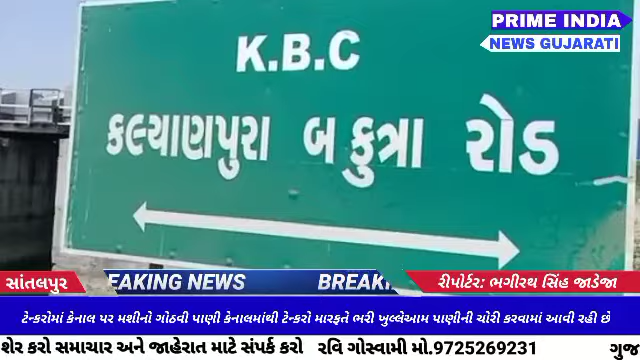 PRIME INDIA
NEWS GUJARATI
K.B.C
કલ્યાણપુરા બકુત્રા રોડ
સાંતલપુર
EAKING NEWS
BREAKI
રીપોર્ટર: ભગીરથ સિંહ જાડેજા
ટેન્કરોમાં કેનાલ પર મશીનો ગોઠવી પાણી કેનાલમાંથી ટેન્કરો મારફતે ભરી ખુલ્લેઆમ પાણીની ચોરી કરવામાં આવી રહી છે
શેર કરો સમાચાર અને જાહેરાત માટે સંપર્ક કરો રવિ ગોસ્વામી મો.9725269231 ગુજ